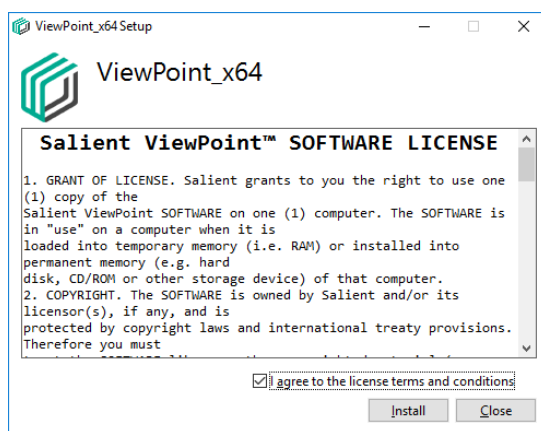 ViewPoint_x64 Setup
ViewPoint_x64
Salient ViewPoint™ SOFTWARE LICENSE
1. GRANT OF LICENSE. Salient grants to you the right to use one
(1) copy of the
Salient ViewPoint SOFTWARE on one (1) computer. The SOFTWARE is
in "use" on a computer when it is
loaded into temporary memory (i.e. RAM) or installed into
permanent memory (e.g. hard
disk, CD/ROM or other storage device) of that computer.
2. COPYRIGHT. The SOFTWARE is owned by Salient and/or its
licensor(s), if any, and is
protected by copyright laws and international treaty provisions.
Therefore you must
I agree to the license terms and conditions
Install Close